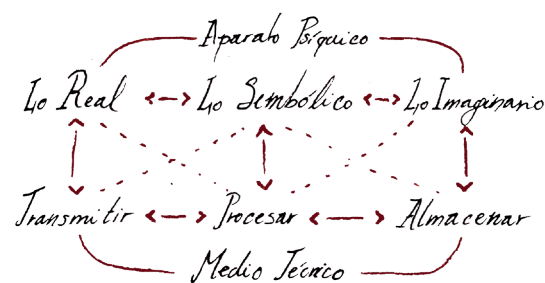 Aparato Psíquico
Lo Real Lo Simbólico Lo Imaginario
Transmitir Procesar Almacenar
Medio Técnico